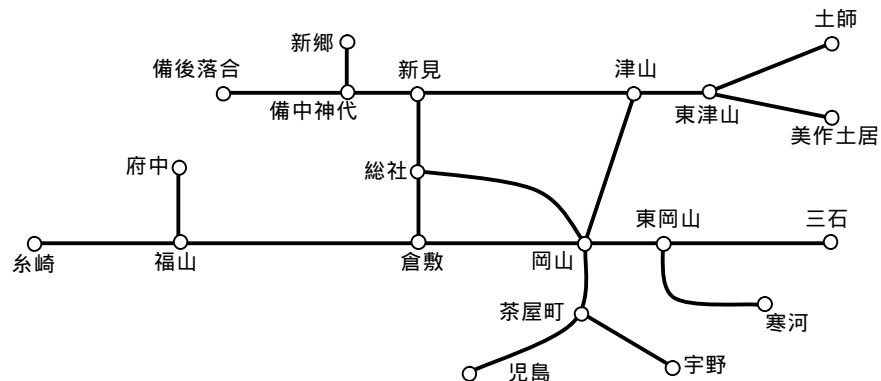 土師
新郷
備後落合
新見
津山
備中神代
東津山
美作土居
府中
総社
東岡山
三石
糸崎
福山
倉敷
岡山
茶屋町
寒河
児島
宇野